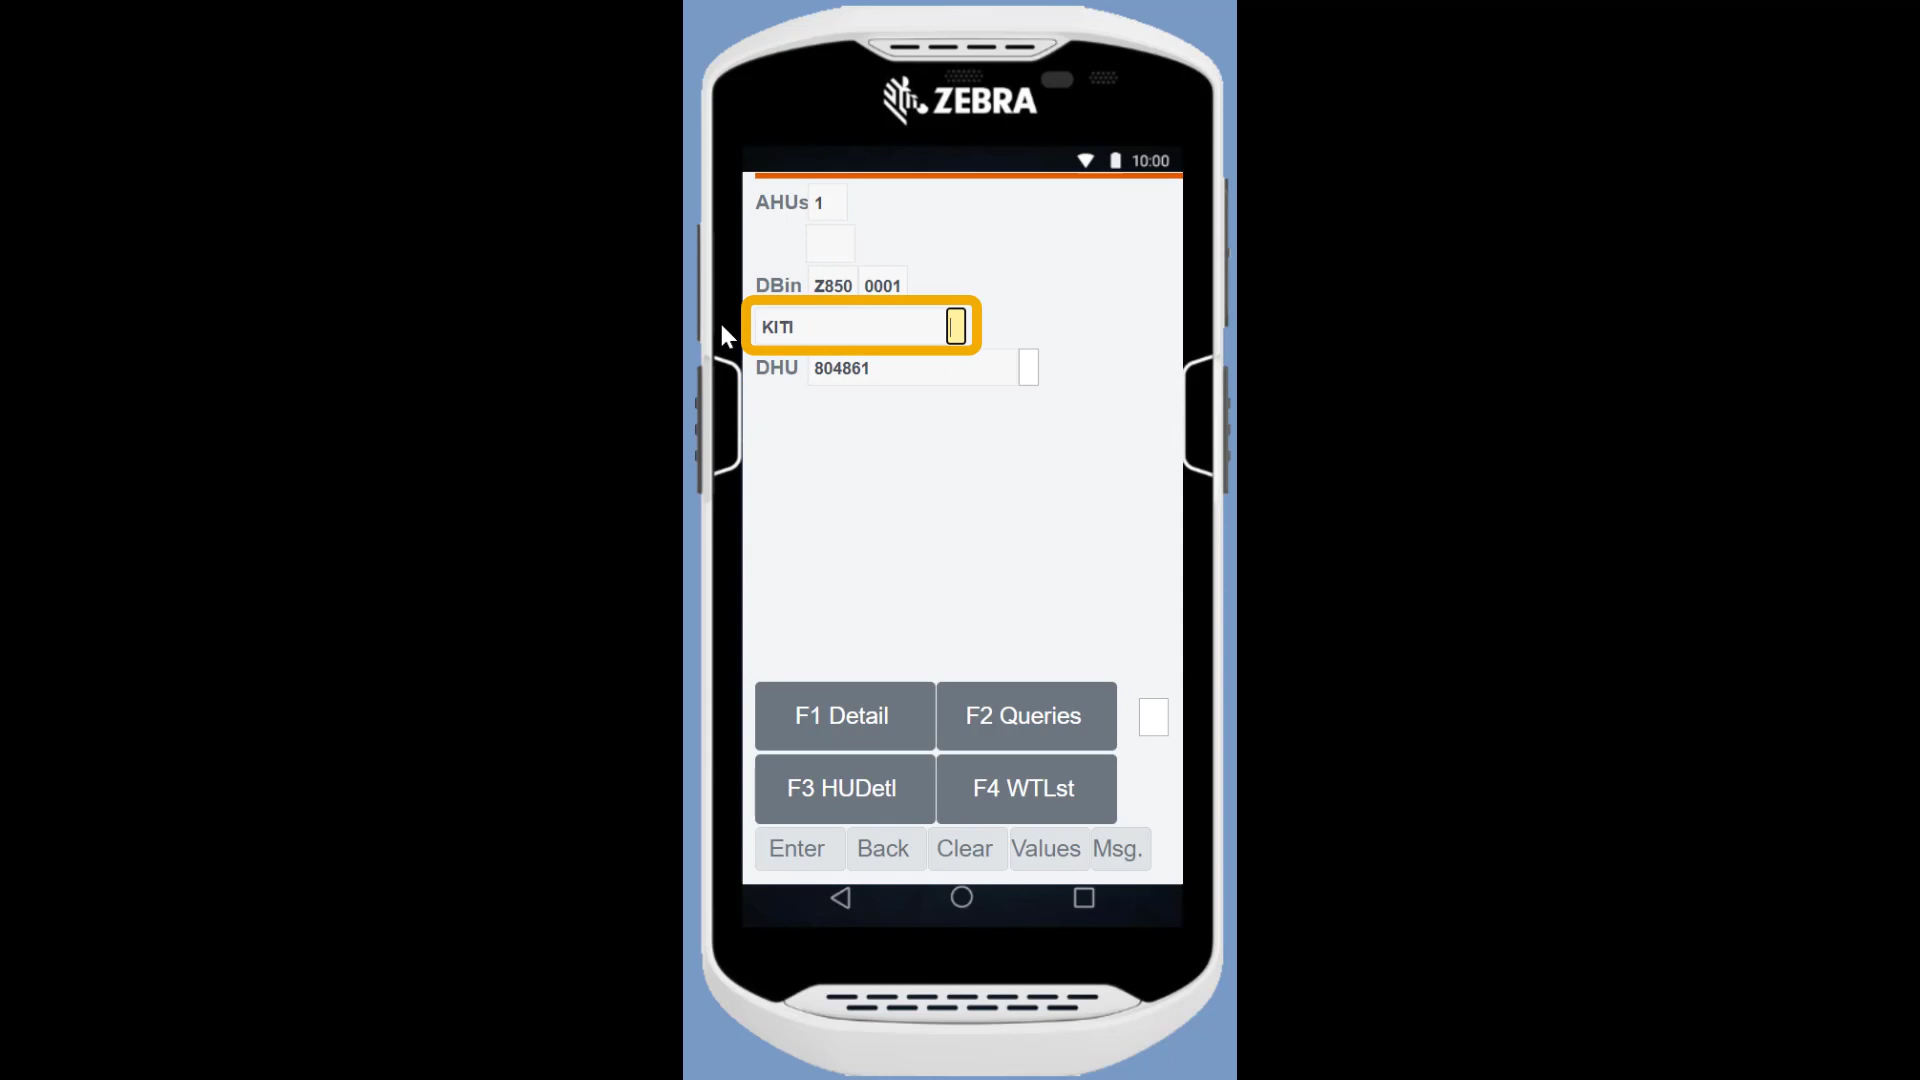 ZEBRA
10:00
AHUs 1
DBin Z850 0001
KITI
DHU 804861
F1 Detail F2 Queries
F3 HUDetl F4 WTLst
Enter Back Clear Values Msg.